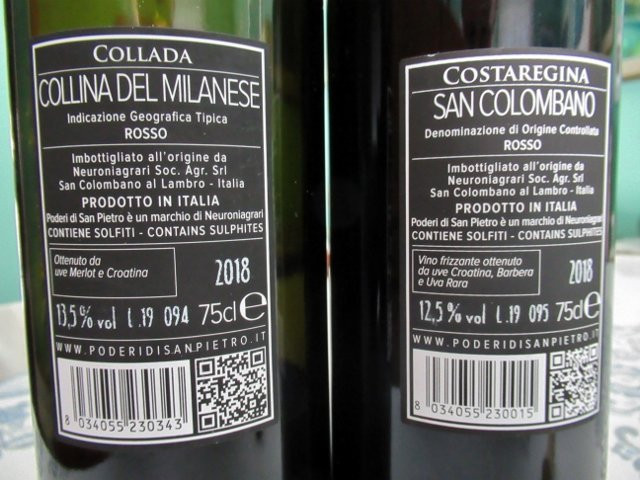 COLLADA
COLLINA DEL MILANESE
Indicazione Geografica Tipica
ROSSO
Imbottigliato all'origine da
Neuroniagrari Soc. Agr. Srl
San Colombano al Lambro - Italia
PRODOTTO IN ITALIA
Poderi di San Pietro è un marchio di Neuroniagrari
CONTIENE SOLFITI - CONTAINS SULPHITES
Ottenuto da
uve Merlot e Croatina
2018
13,5% vol L.19 094 75cl e
WWW.PODERIDISANPIETRO.IT
8 034055 230343
COSTAREGINA
SAN COLOMBANO
Denominazione di Origine Controllata
ROSSO
Imbottigliato all'origine da
Neuroniagrari Soc. Agr. Srl
San Colombano al Lambro - Italia
PRODOTTO IN ITALIA
Poderi di San Pietro è un marchio di Neuroniagrari
CONTIENE SOLFITI - CONTAINS SULPHITES
Vino frizzante ottenuto
da uve Croatina, Barbera
e Uva Rara
2018
12,5% vol L.19 095 75cl e
WWW.PODERIDISANPIETRO.IT
8 034055 230015